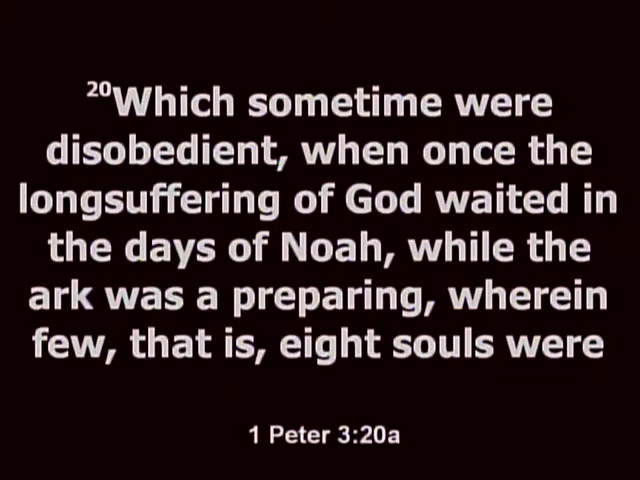 20Which sometime were
disobedient, when once the
longsuffering of God waited in
the days of Noah, while the
ark was a preparing, wherein
few, that is, eight souls were
1 Peter 3:20a